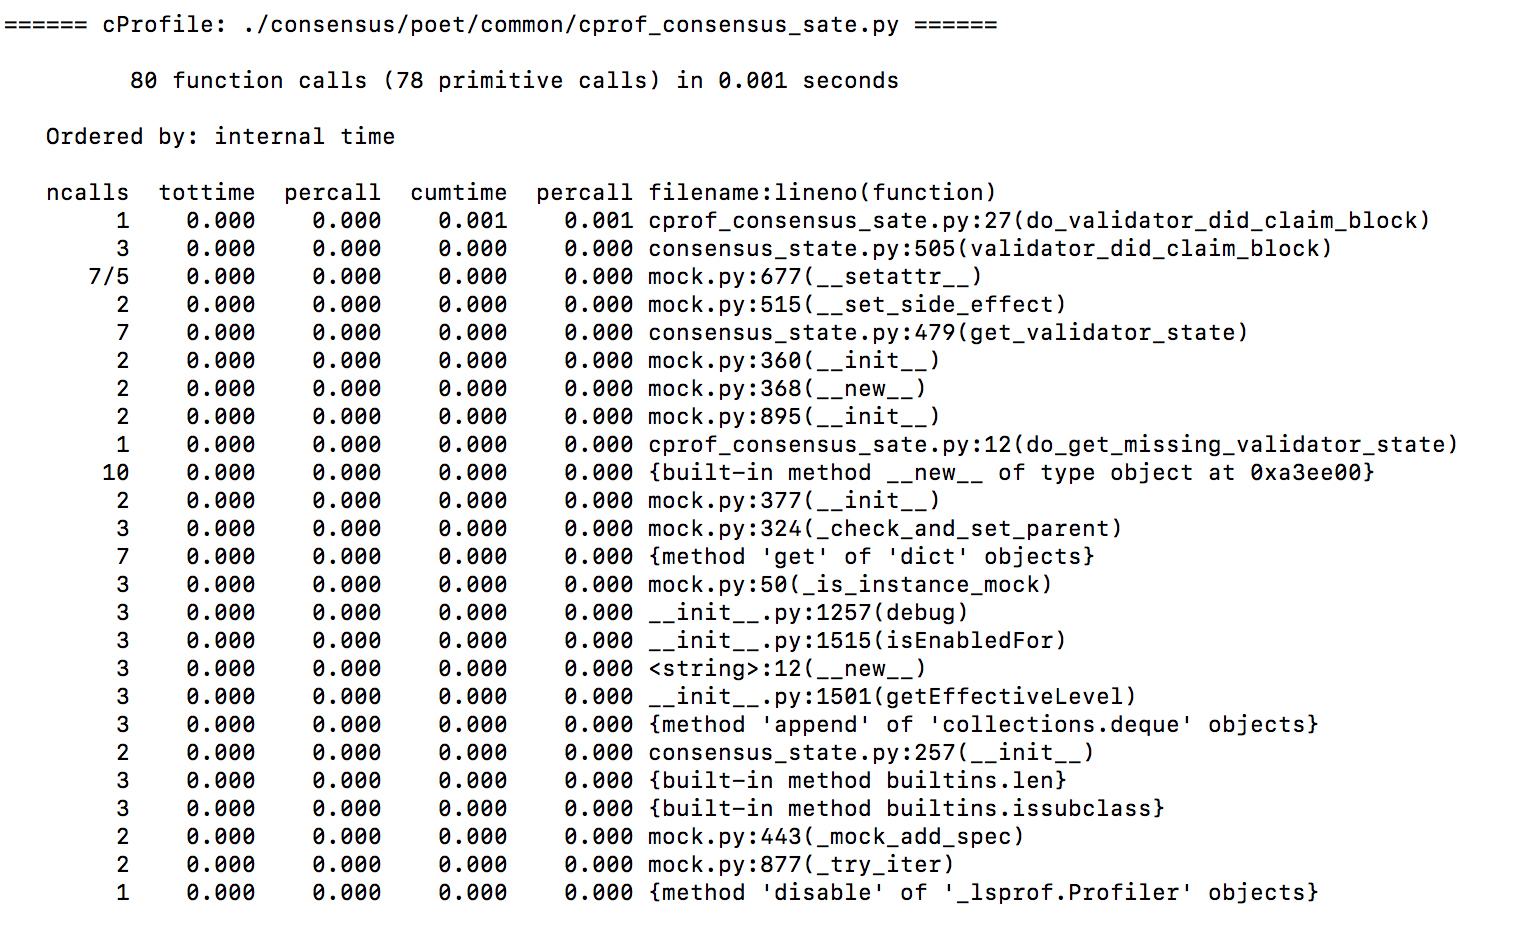 ====== cProfile: ./consensus/poet/common/cprof_consensus_sate.py ======
80 function calls (78 primitive calls) in 0.001 seconds
Ordered by: internal time
ncalls  tottime  percall  cumtime  percall filename:lineno(function)
1    0.000    0.000    0.001    0.001 cprof_consensus_sate.py:27(do_validator_did_claim_block)
3    0.000    0.000    0.000    0.000 consensus_state.py:505(validator_did_claim_block)
7/5    0.000    0.000    0.000    0.000 mock.py:677(__setattr__)
2    0.000    0.000    0.000    0.000 mock.py:515(__set_side_effect)
7    0.000    0.000    0.000    0.000 consensus_state.py:479(get_validator_state)
2    0.000    0.000    0.000    0.000 mock.py:360(__init__)
2    0.000    0.000    0.000    0.000 mock.py:368(__new__)
2    0.000    0.000    0.000    0.000 mock.py:895(__init__)
1    0.000    0.000    0.000    0.000 cprof_consensus_sate.py:12(do_get_missing_validator_state)
10    0.000    0.000    0.000    0.000 {built-in method __new__ of type object at 0xa3ee00}
2    0.000    0.000    0.000    0.000 mock.py:377(__init__)
3    0.000    0.000    0.000    0.000 mock.py:324(_check_and_set_parent)
7    0.000    0.000    0.000    0.000 {method 'get' of 'dict' objects}
3    0.000    0.000    0.000    0.000 mock.py:50(_is_instance_mock)
3    0.000    0.000    0.000    0.000 __init__.py:1257(debug)
3    0.000    0.000    0.000    0.000 __init__.py:1515(isEnabledFor)
3    0.000    0.000    0.000    0.000 <string>:12(__new__)
3    0.000    0.000    0.000    0.000 __init__.py:1501(getEffectiveLevel)
3    0.000    0.000    0.000    0.000 {method 'append' of 'collections.deque' objects}
2    0.000    0.000    0.000    0.000 consensus_state.py:257(__init__)
3    0.000    0.000    0.000    0.000 {built-in method builtins.len}
3    0.000    0.000    0.000    0.000 {built-in method builtins.issubclass}
2    0.000    0.000    0.000    0.000 mock.py:443(_mock_add_spec)
2    0.000    0.000    0.000    0.000 mock.py:877(_try_iter)
1    0.000    0.000    0.000    0.000 {method 'disable' of '_lsprof.Profiler' objects}